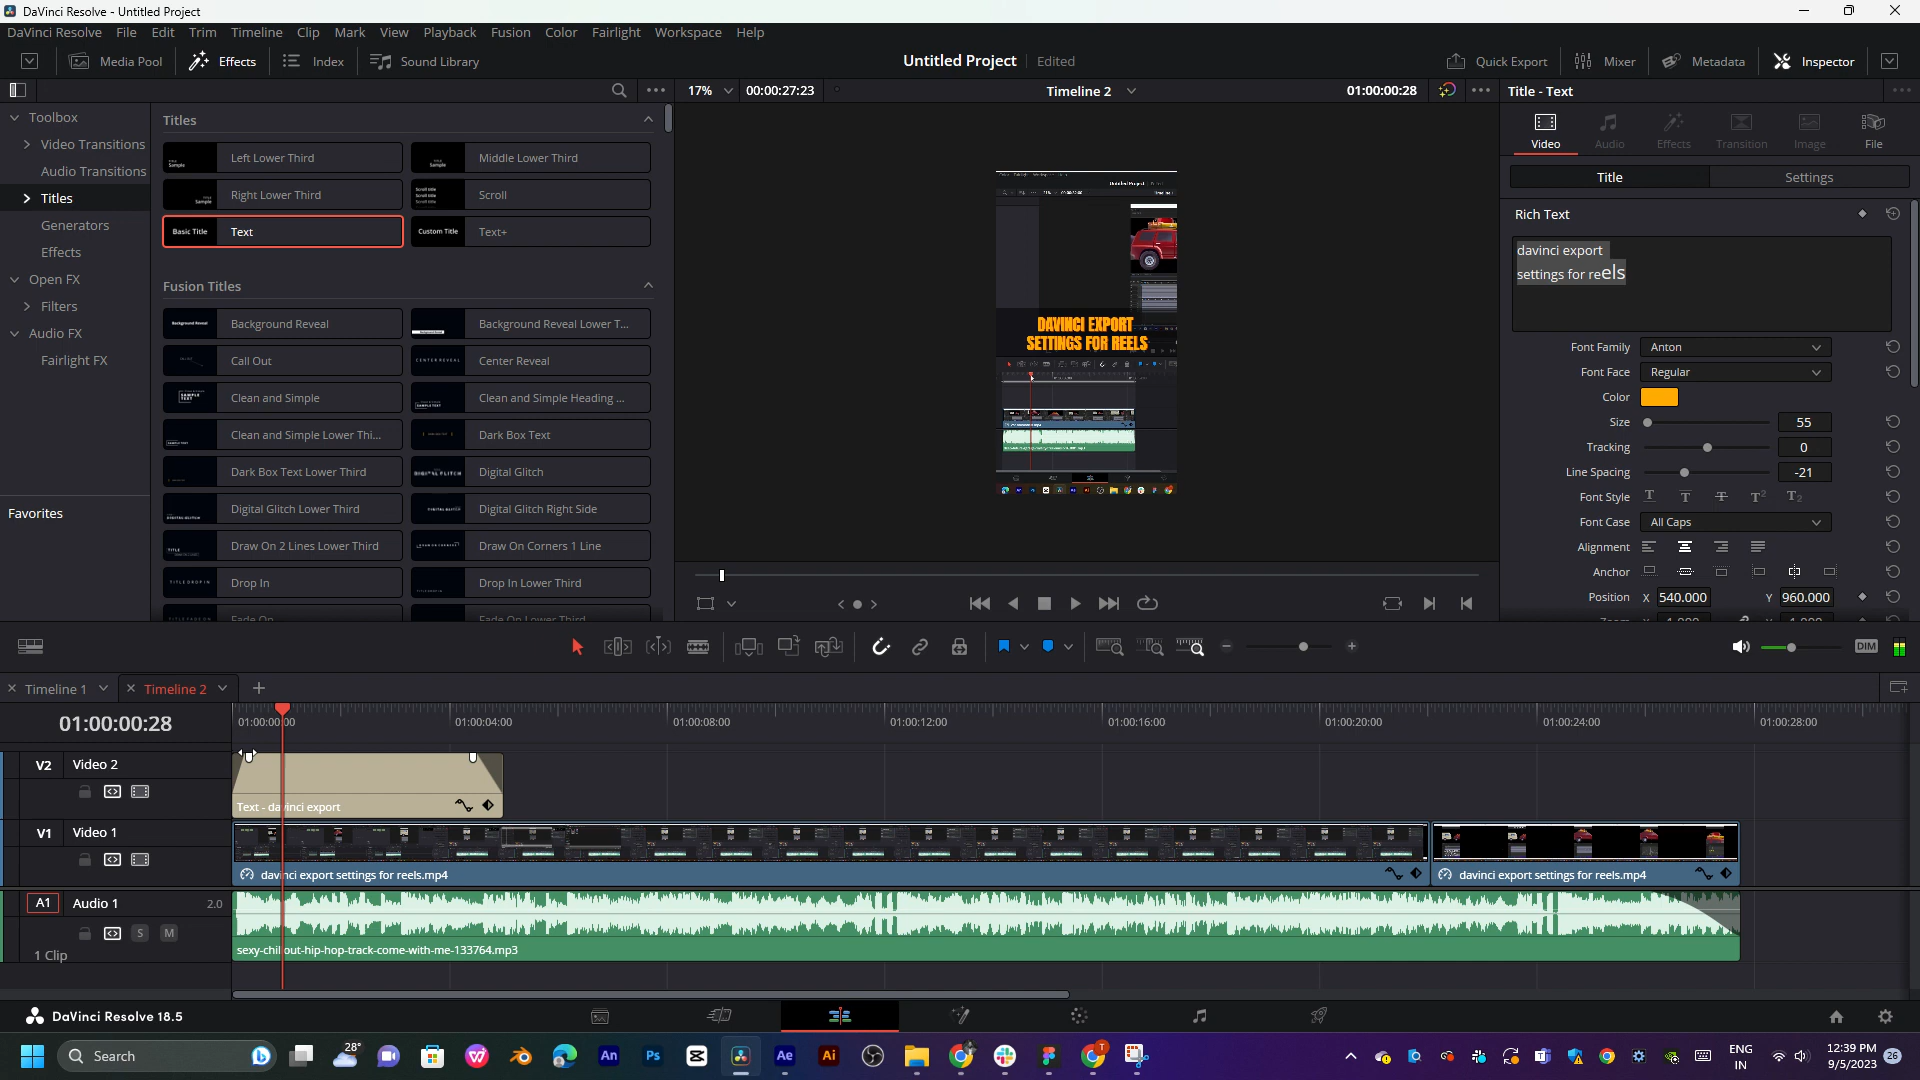 DaVinci Resolve - Untitled Project
DaVinci Resolve File Edit Trim Timeline Clip Mark View Playback Fusion Color Fairlight Workspace Help
Media Pool Effects Index Sound Library Untitled Project Edited Quick Export Mixer Metadata Inspector
17% 00:00:27:23 Timeline 2 01:00:00:28 Title - Text
Toolbox
Video Transitions
Audio Transitions
Titles
Generators
Effects
Open FX
Filters
Audio FX
Fairlight FX
Favorites
Titles
Left Lower Third Middle Lower Third
Right Lower Third Scroll
Basic Title Text Custom Title Text+
Fusion Titles
Background Reveal Background Reveal Lower T...
Call Out Center Reveal
Clean and Simple Clean and Simple Heading ...
Clean and Simple Lower Thi... Dark Box Text
Dark Box Text Lower Third Digital Glitch
Digital Glitch Lower Third Digital Glitch Right Side
Draw On 2 Lines Lower Third Draw On Corners 1 Line
Drop In Drop In Lower Third
Fade On Fade On Lower Third
DAVINCI EXPORT
SETTINGS FOR REELS
Video Audio Effects Transition Image File
Title Settings
Rich Text
davinci export
settings for reels
Font Family Anton
Font Face Regular
Color
Size 55
Tracking 0
Line Spacing -21
Font Style T T T T2 T2
Font Case All Caps
Alignment
Anchor
Position X 540.000 Y 960.000
DIM
Timeline 1 Timeline 2
01:00:00:28 01:00:00:00 01:00:04:00 01:00:08:00 01:00:12:00 01:00:16:00 01:00:20:00 01:00:24:00 01:00:28:00
V2 Video 2
Text - davinci export
V1 Video 1
davinci export settings for reels.mp4 davinci export settings for reels.mp4
A1 Audio 1 2.0
S M
1 Clip
sexy-chillout-hip-hop-track-come-with-me-133764.mp3
DaVinci Resolve 18.5
Search 28° An Ps Ae Ai ENG
IN
12:39 PM
9/5/2023 26